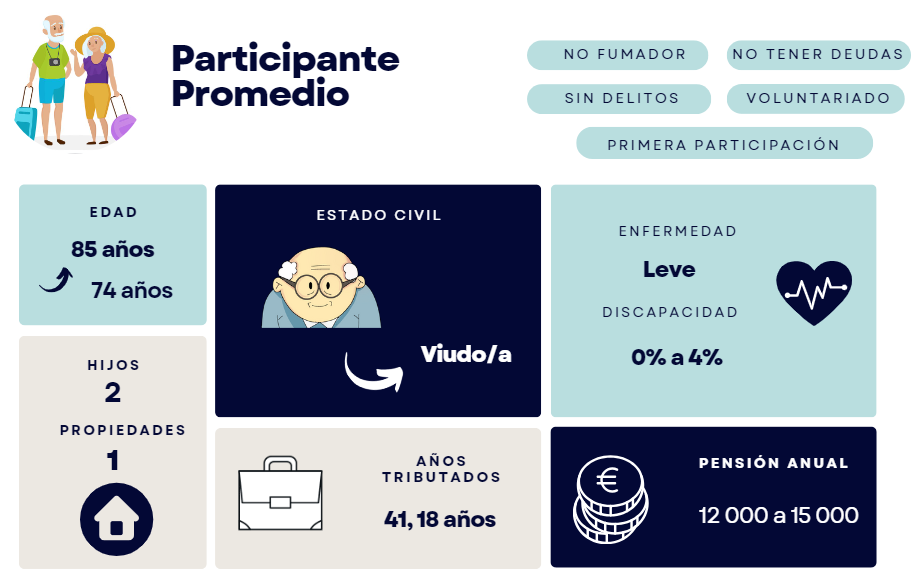 Participante
Promedio
NO FUMADOR
NO TENER DEUDAS
SIN DELITOS
VOLUNTARIADO
PRIMERA PARTICIPACIÓN
EDAD
85 años
74 años
ESTADO CIVIL
Viudo/a
ENFERMEDAD
Leve
DISCAPACIDAD
0% a 4%
HIJOS
2
PROPIEDADES
1
AÑOS
TRIBUTADOS
41, 18 años
€
PENSIÓN ANUAL
12 000 a 15 000